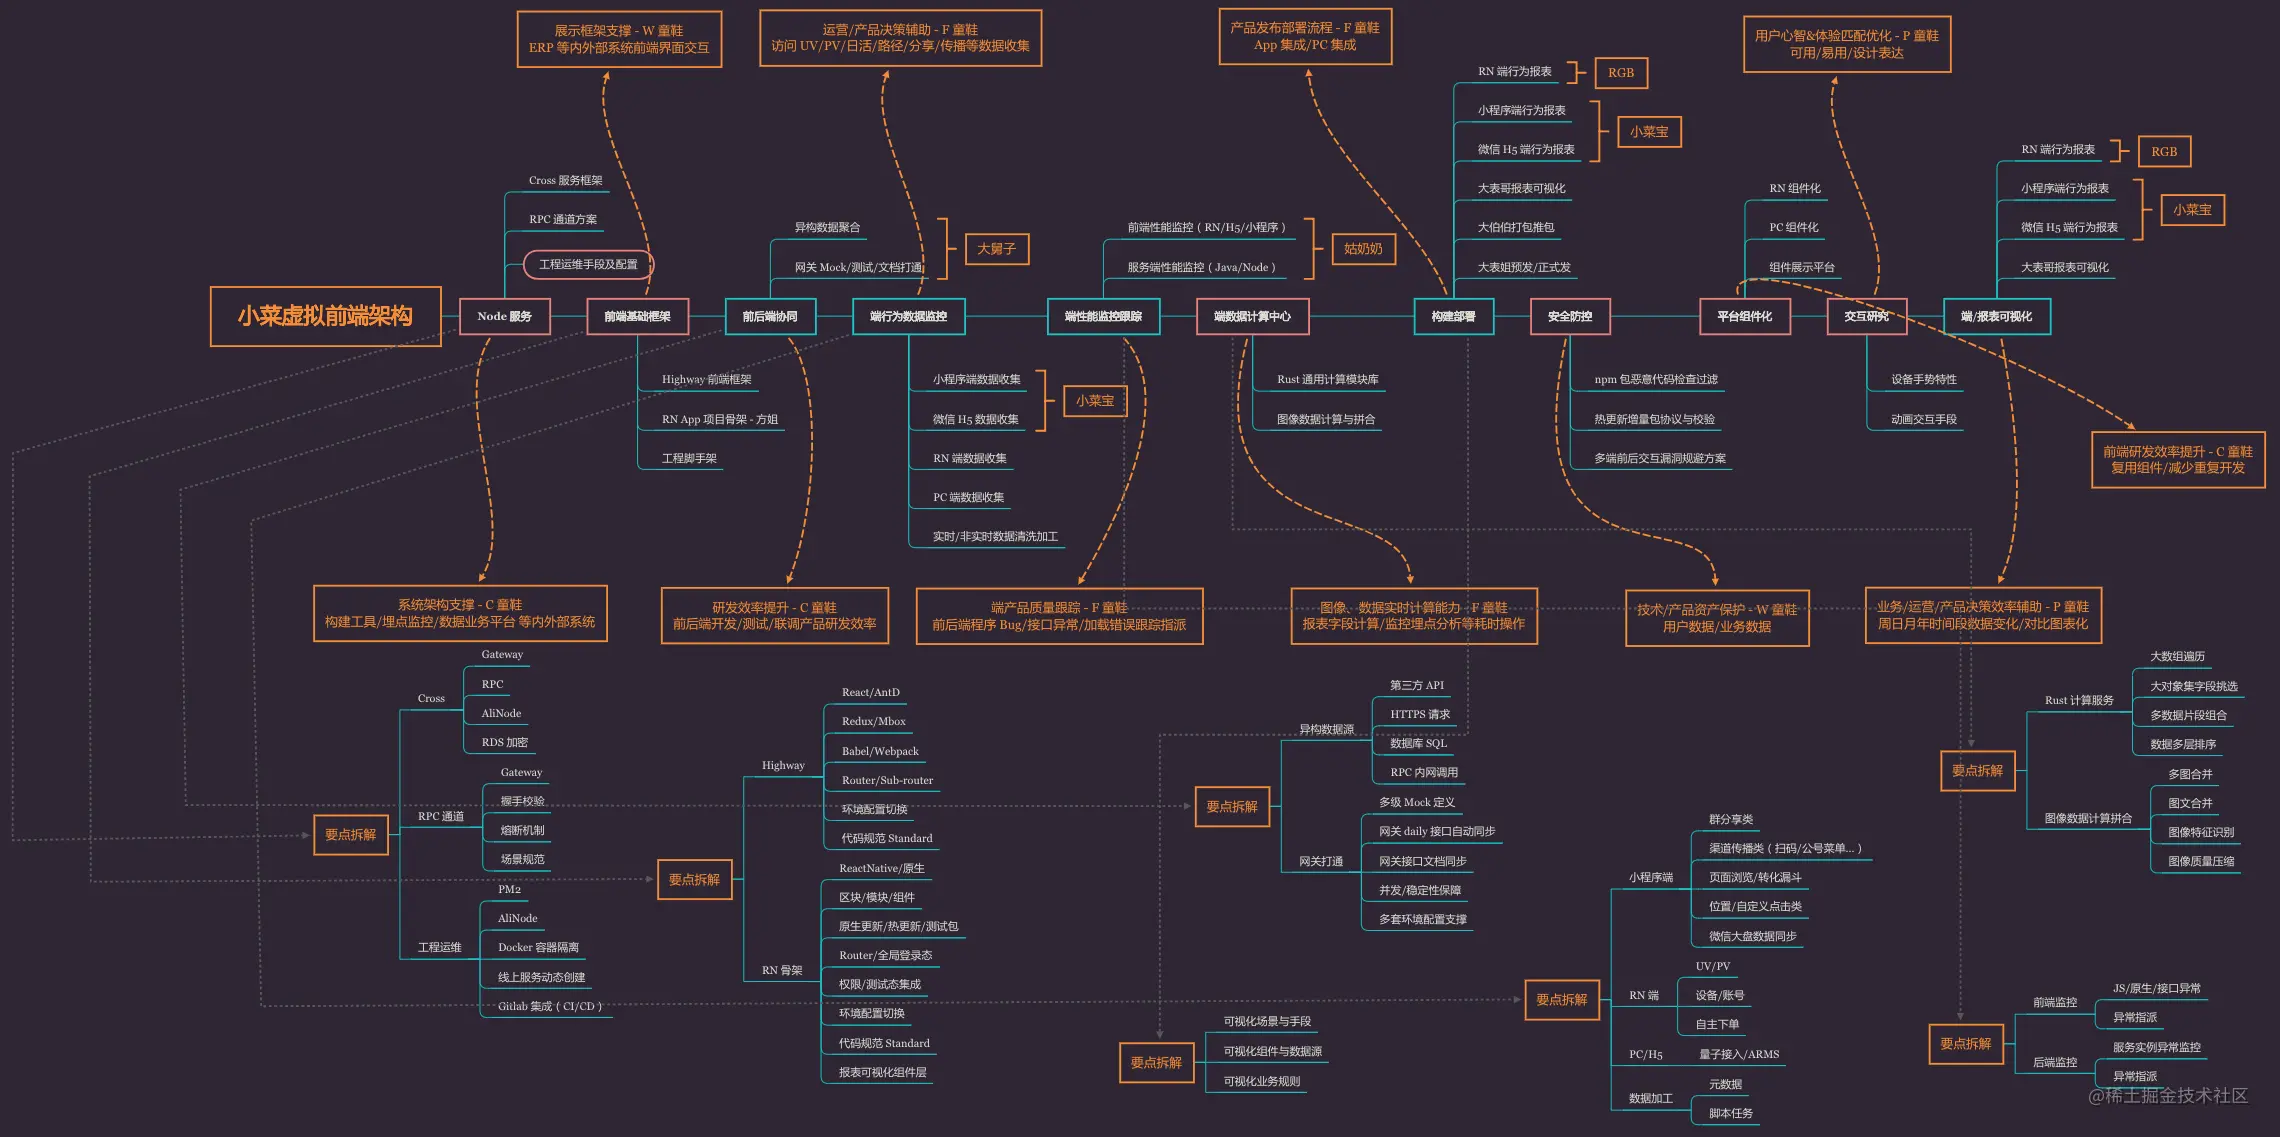 展示框架支撑 - W 童鞋
ERP 等内外部系统前端界面交互
运营/产品决策辅助 - F 童鞋
访问 UV/PV/日活/路径/分享/传播等数据收集
产品发布部署流程 - F 童鞋
App 集成/PC 集成
用户心智&体验匹配优化 - P 童鞋
可用/易用/设计表达
Cross 服务框架
RPC 通道方案
工程运维手段及配置
异构数据聚合
网关 Mock/测试/文档打通
大舅子
前端性能监控（RN/H5/小程序）
服务端性能监控（Java/Node）
姑奶奶
RN 端行为报表
RGB
小程序端行为报表
微信 H5 端行为报表
小菜宝
大表哥报表可视化
大伯伯打包推包
大表姐预发/正式发
RN 组件化
PC 组件化
组件展示平台
RN 端行为报表
RGB
小程序端行为报表
微信 H5 端行为报表
小菜宝
大表哥报表可视化
小菜虚拟前端架构
Node 服务
前端基础框架
前后端协同
端行为数据监控
端性能监控跟踪
端数据计算中心
构建部署
安全防控
平台组件化
交互研究
端/报表可视化
Highway 前端框架
RN App 项目骨架 - 方姐
工程脚手架
小程序端数据收集
微信 H5 数据收集
小菜宝
RN 端数据收集
PC 端数据收集
实时/非实时数据清洗加工
Rust 通用计算模块库
图像数据计算与拼合
npm 包恶意代码检查过滤
热更新增量包协议与校验
多端前后交互漏洞规避方案
设备手势特性
动画交互手段
前端研发效率提升 - C 童鞋
复用组件/减少重复开发
系统架构支撑 - C 童鞋
构建工具/埋点监控/数据业务平台 等内外部系统
研发效率提升 - C 童鞋
前后端开发/测试/联调产品研发效率
端产品质量跟踪 - F 童鞋
前后端程序 Bug/接口异常/加载错误跟踪指派
图像、数据实时计算能力 - F 童鞋
报表字段计算/监控埋点分析等耗时操作
技术/产品资产保护 - W 童鞋
用户数据/业务数据
业务/运营/产品决策效率辅助 - P 童鞋
周日月年时间段数据变化/对比图表化
要点拆解
Cross
Gateway
RPC
AliNode
RDS 加密
RPC 通道
Gateway
握手校验
熔断机制
场景规范
工程运维
PM2
AliNode
Docker 容器隔离
线上服务动态创建
Gitlab 集成（CI/CD）
要点拆解
Highway
React/AntD
Redux/Mbox
Babel/Webpack
Router/Sub-router
环境配置切换
代码规范 Standard
RN 骨架
ReactNative/原生
区块/模块/组件
原生更新/热更新/测试包
Router/全局登录态
权限/测试态集成
环境配置切换
代码规范 Standard
报表可视化组件层
要点拆解
异构数据源
第三方 API
HTTPS 请求
数据库 SQL
RPC 内网调用
网关打通
多级 Mock 定义
网关 daily 接口自动同步
网关接口文档同步
并发/稳定性保障
多套环境配置支撑
要点拆解
可视化场景与手段
可视化组件与数据源
可视化业务规则
要点拆解
小程序端
群分享类
渠道传播类（扫码/公号菜单...）
页面浏览/转化漏斗
位置/自定义点击类
微信大盘数据同步
RN 端
UV/PV
设备/账号
自主下单
PC/H5
量子接入/ARMS
数据加工
元数据
脚本任务
要点拆解
Rust 计算服务
大数组遍历
大对象集字段挑选
多数据片段组合
数据多层排序
图像数据计算拼合
多图合并
图文合并
图像特征识别
图像质量压缩
要点拆解
前端监控
JS/原生/接口异常
异常指派
后端监控
服务实例异常监控
异常指派
@稀土掘金技术社区